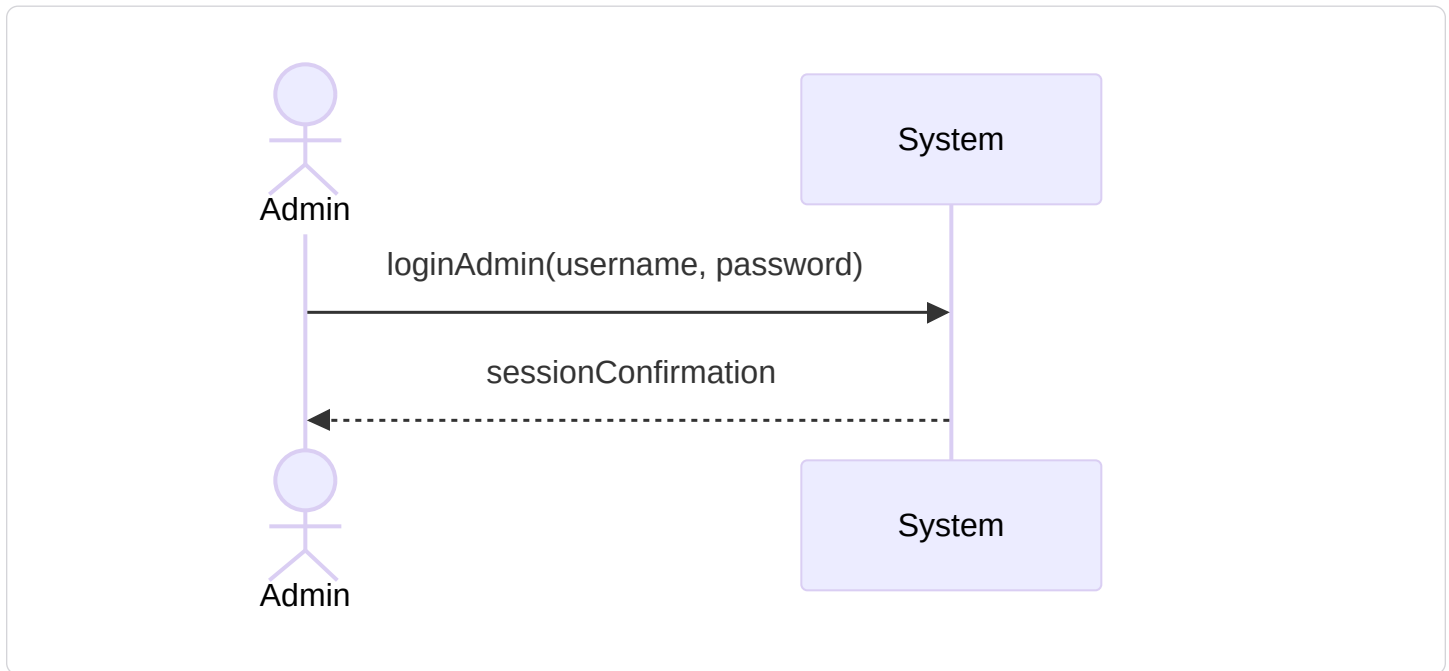 System
Admin
loginAdmin(username, password)
sessionConfirmation
System
Admin